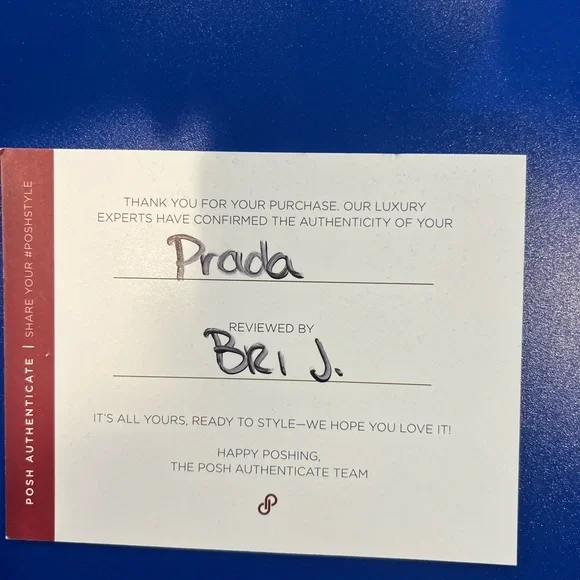 POSH AUTHENTICATE | SHARE YOUR #POSHSTYLE
THANK YOU FOR YOUR PURCHASE. OUR LUXURY
EXPERTS HAVE CONFIRMED THE AUTHENTICITY OF YOUR
Prada
REVIEWED BY
BRI J.
IT'S ALL YOURS, READY TO STYLE—WE HOPE YOU LOVE IT!
HAPPY POSHING,
THE POSH AUTHENTICATE TEAM